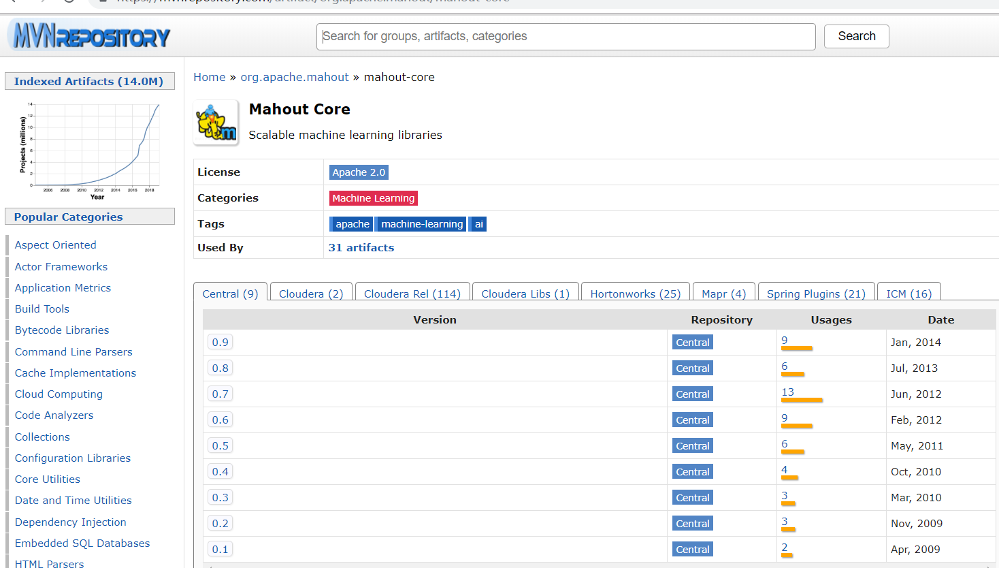 https://mvnrepository.com/artifact/org.apache.mahout/mahout-core
MVNREPOSITORY
Search for groups, artifacts, categories
Search
Indexed Artifacts (14.0M)
Projects (millions)
14
12
10
8
6
4
2
0
2006 2008 2010 2012 2014 2016 2018
Year
Popular Categories
Aspect Oriented
Actor Frameworks
Application Metrics
Build Tools
Bytecode Libraries
Command Line Parsers
Cache Implementations
Cloud Computing
Code Analyzers
Collections
Configuration Libraries
Core Utilities
Date and Time Utilities
Dependency Injection
Embedded SQL Databases
HTML Parsers
Home » org.apache.mahout » mahout-core
m
Mahout Core
Scalable machine learning libraries
License Apache 2.0
Categories Machine Learning
Tags apache machine-learning ai
Used By 31 artifacts
Central (9) Cloudera (2) Cloudera Rel (114) Cloudera Libs (1) Hortonworks (25) Mapr (4) Spring Plugins (21) ICM (16)
Version Repository Usages Date
0.9 Central 9 Jan, 2014
0.8 Central 6 Jul, 2013
0.7 Central 13 Jun, 2012
0.6 Central 9 Feb, 2012
0.5 Central 6 May, 2011
0.4 Central 4 Oct, 2010
0.3 Central 3 Mar, 2010
0.2 Central 3 Nov, 2009
0.1 Central 2 Apr, 2009